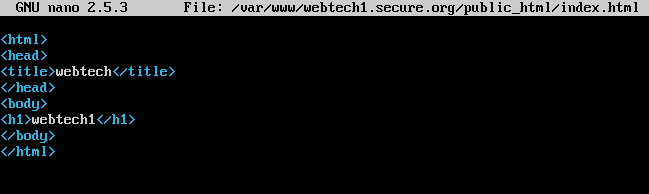 GNU nano 2.5.3 File: /var/www/webtech1.secure.org/public_html/index.html
<html>
<head>
<title>webtech</title>
</head>
<body>
<h1>webtech1</h1>
</body>
</html>